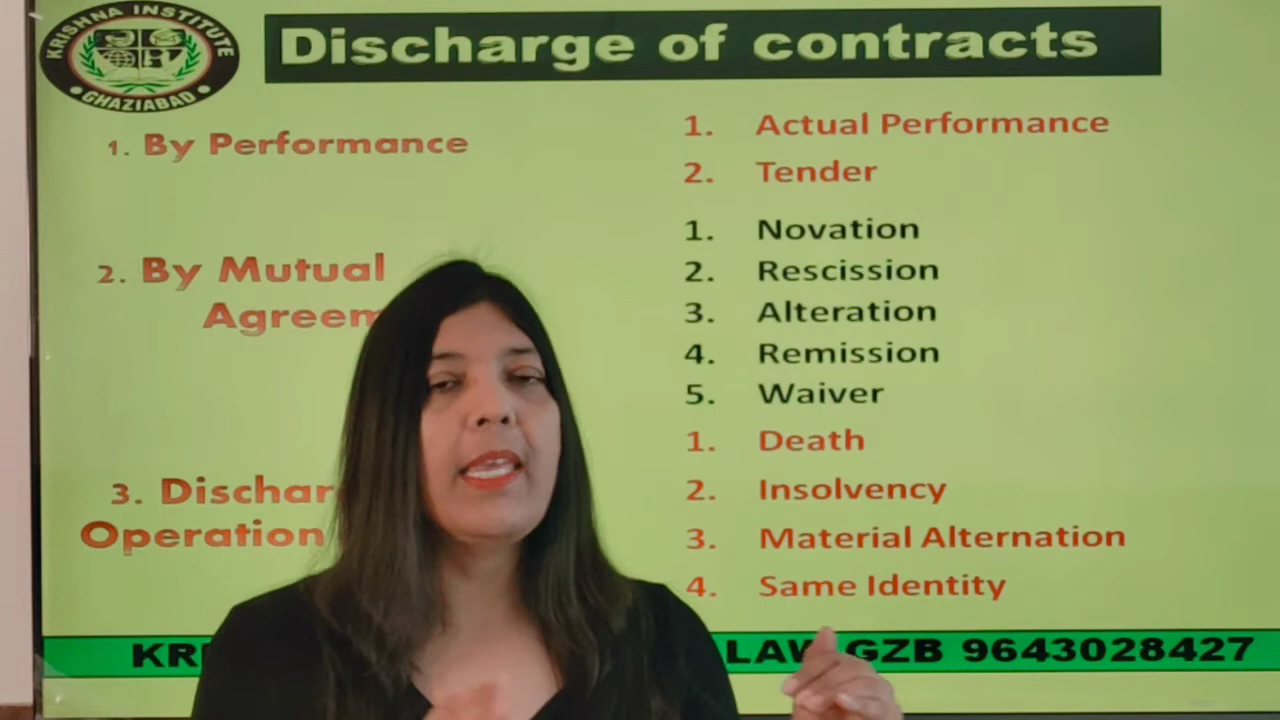 KRISHNA INSTITUTE
GHAZIABAD
Discharge of contracts
1. By Performance
1. Actual Performance
2. Tender
2. By Mutual
Agreem
1. Novation
2. Rescission
3. Alteration
4. Remission
5. Waiver
3. Dischar
Operation
1. Death
2. Insolvency
3. Material Alternation
4. Same Identity
KRI LAW GZB 9643028427